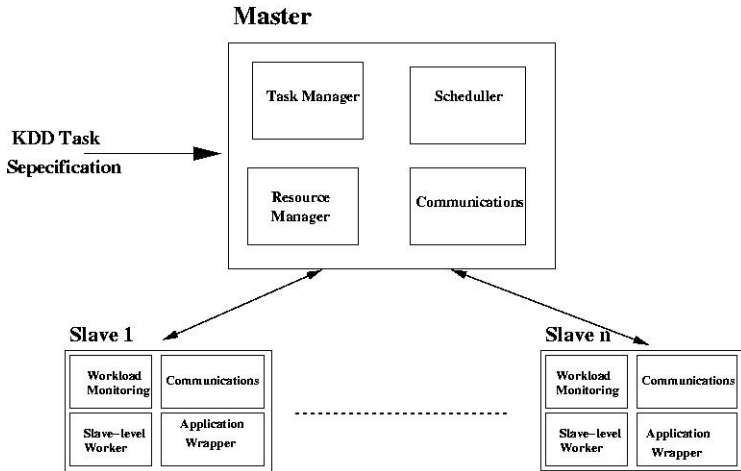 Master
Task Manager
Scheduller
KDD Task
Sepecification
Resource
Manager
Communications
Slave 1
Workload
Monitoring
Communications
Slave-level
Worker
Application
Wrapper
Slave n
Workload
Monitoring
Communications
Slave-level
Worker
Application
Wrapper